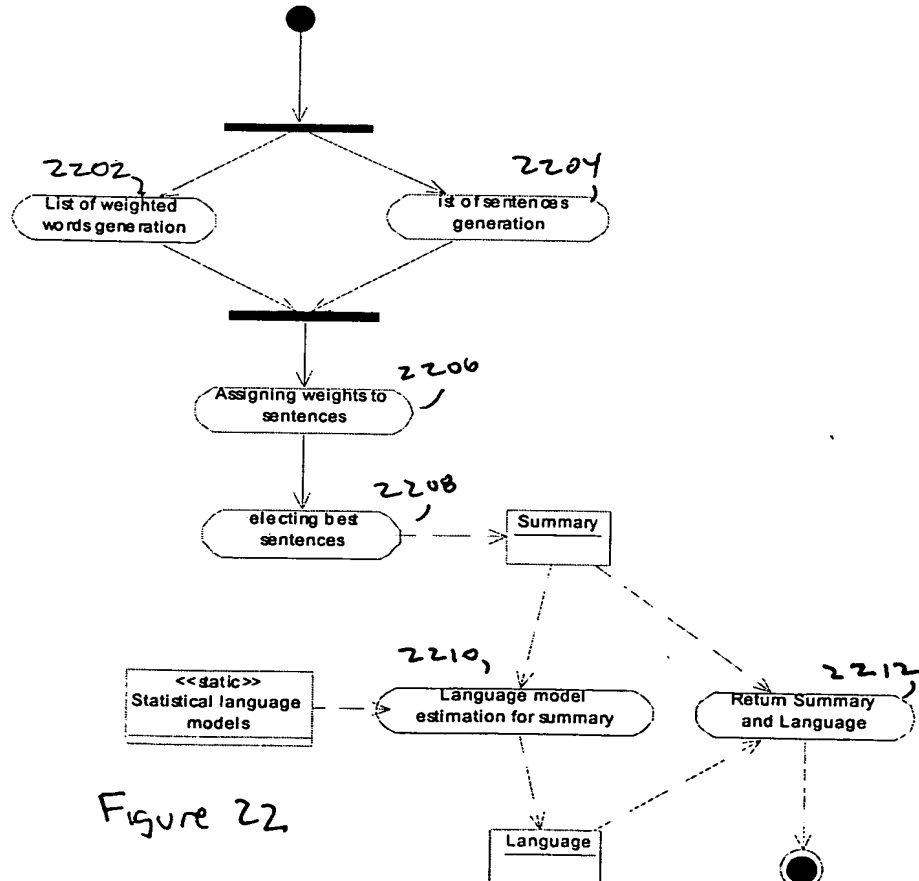 2202
2204
List of weighted
words generation
ist of sentences
generation
2206
Assigning weights to
sentences
2208
electing best
sentences
Summary
2210
2212
<<static>>
Statistical language
models
Language model
estimation for summary
Return Summary
and Language
Figure 22
Language